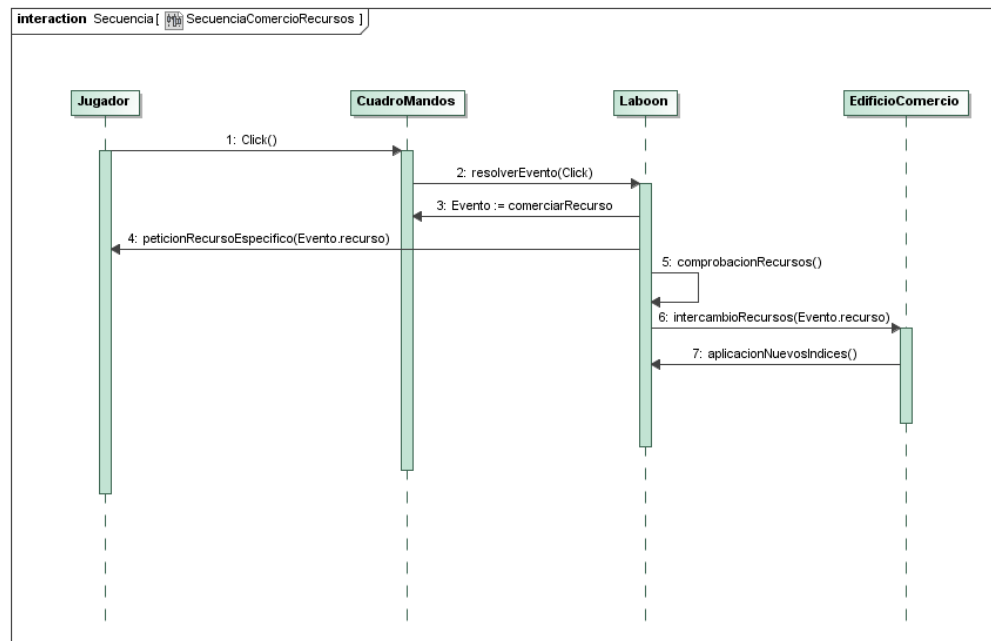 interaction Secuencia[ SecuenciaComercioRecursos ]
Jugador
CuadroMandos
Laboon
EdificioComercio
1: Click()
2: resolverEvento(Click)
3: Evento := comerciarRecurso
4: peticionRecursoEspecifico(Evento.recurso)
5: comprobacionRecursos()
6: intercambioRecursos(Evento.recurso)
7: aplicacionNuevosIndices()